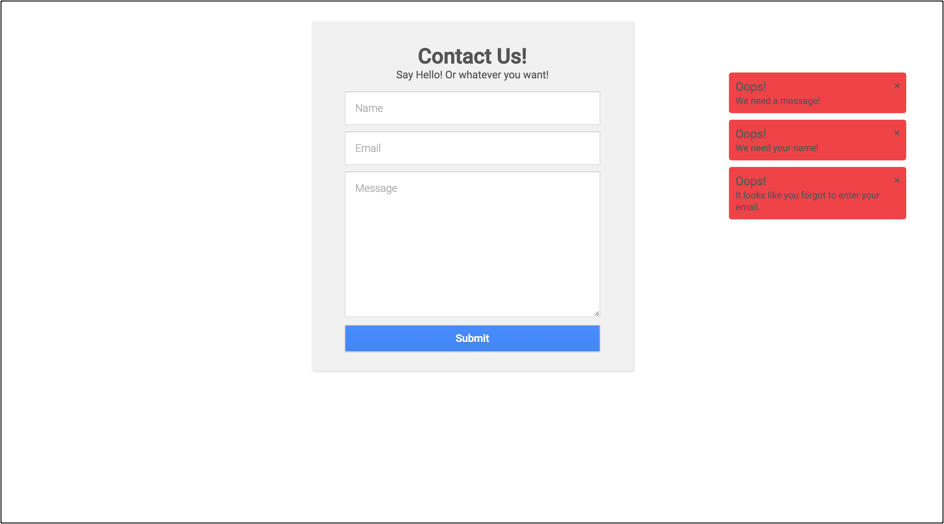 Contact Us!
Say Hello! Or whatever you want!
Name
Email
Message
Submit
Oops!
×
We need a message!
Oops!
×
We need your name!
Oops!
×
It looks like you forgot to enter your
email.